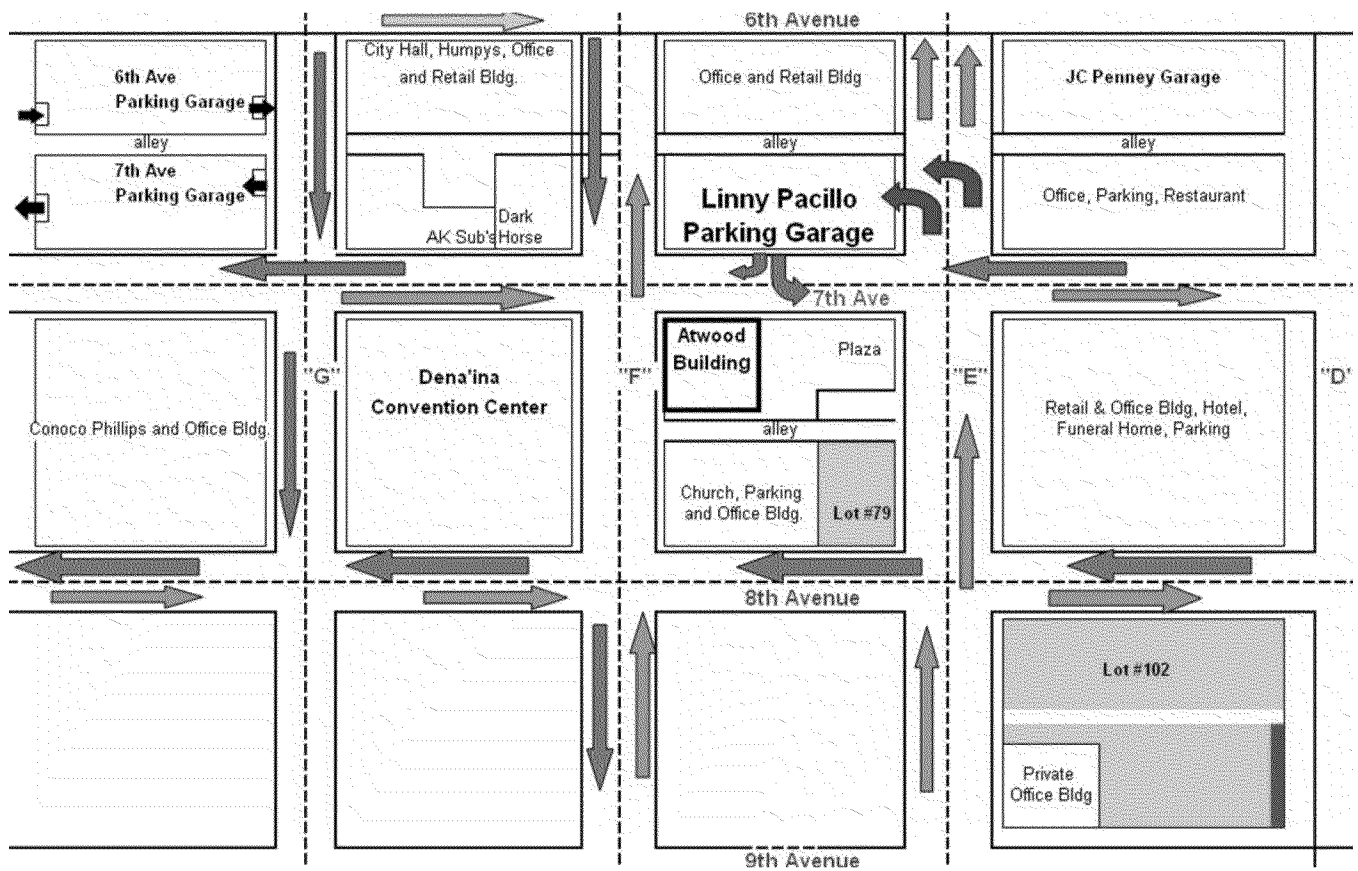 6th Avenue
6th Ave
Parking Garage
alley
7th Ave
Parking Garage
City Hall, Humpys, Office
and Retail Bldg.
Dark
AK Sub's Horse
Office and Retail Bldg
alley
Linny Pacillo
Parking Garage
JC Penney Garage
alley
Office, Parking, Restaurant
7th Ave
"G"
"F"
"E"
"D"
Conoco Phillips and Office Bldg.
Dena'ina
Convention Center
Atwood
Building
Plaza
alley
Church, Parking
and Office Bldg.
Lot #79
Retail & Office Bldg, Hotel,
Funeral Home, Parking
8th Avenue
Lot #102
Private
Office Bldg
9th Avenue